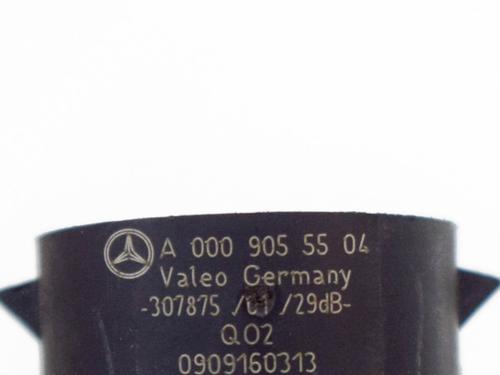 A 000 905 55 04
Valeo Germany
-307875 / /29dB-
Q02
0909160313